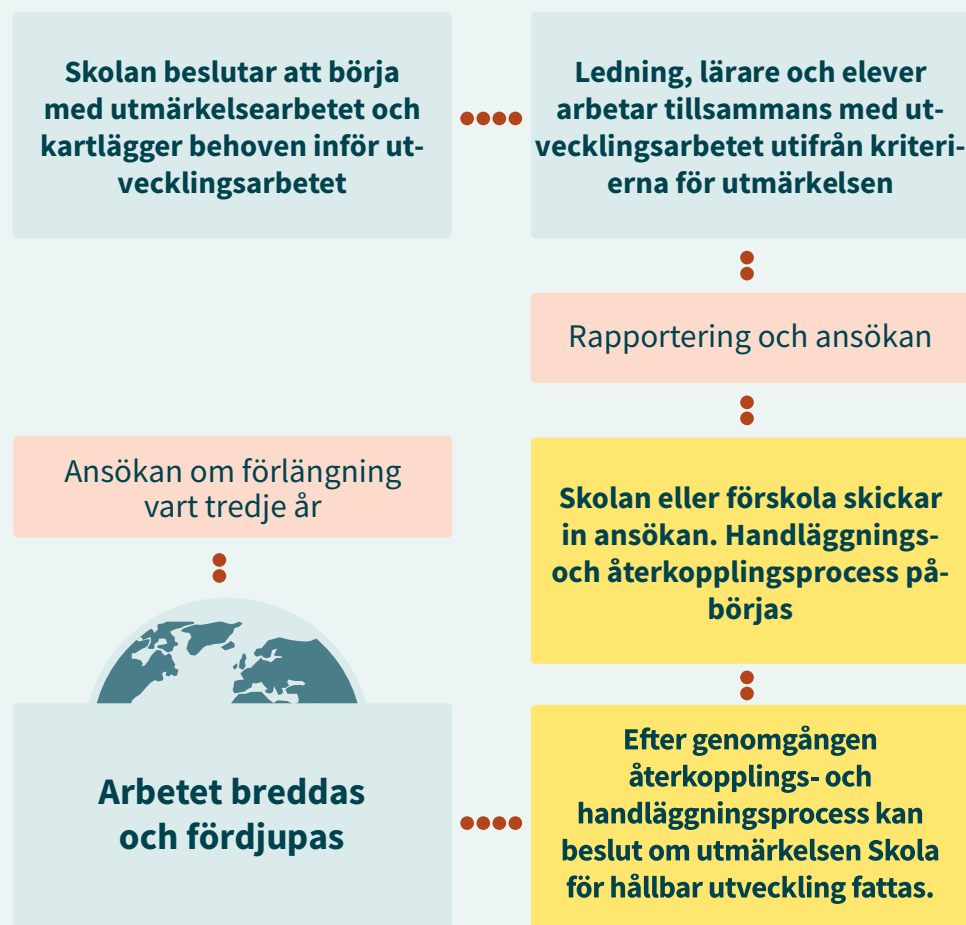 Skolan beslutar att börja
med utmärkelsearbetet och
kartlägger behoven inför ut-
vecklingsarbetet
Ledning, lärare och elever
arbetar tillsammans med ut-
vecklingsarbetet utifrån kriteri-
erna för utmärkelsen
Rapportering och ansökan
Skolan eller förskola skickar
in ansökan. Handläggnings-
och återkopplingsprocess på-
börjas
Efter genomgången
återkopplings- och
handläggningsprocess kan
beslut om utmärkelsen Skola
för hållbar utveckling fattas.
Arbetet breddas
och fördjupas
Ansökan om förlängning
vart tredje år